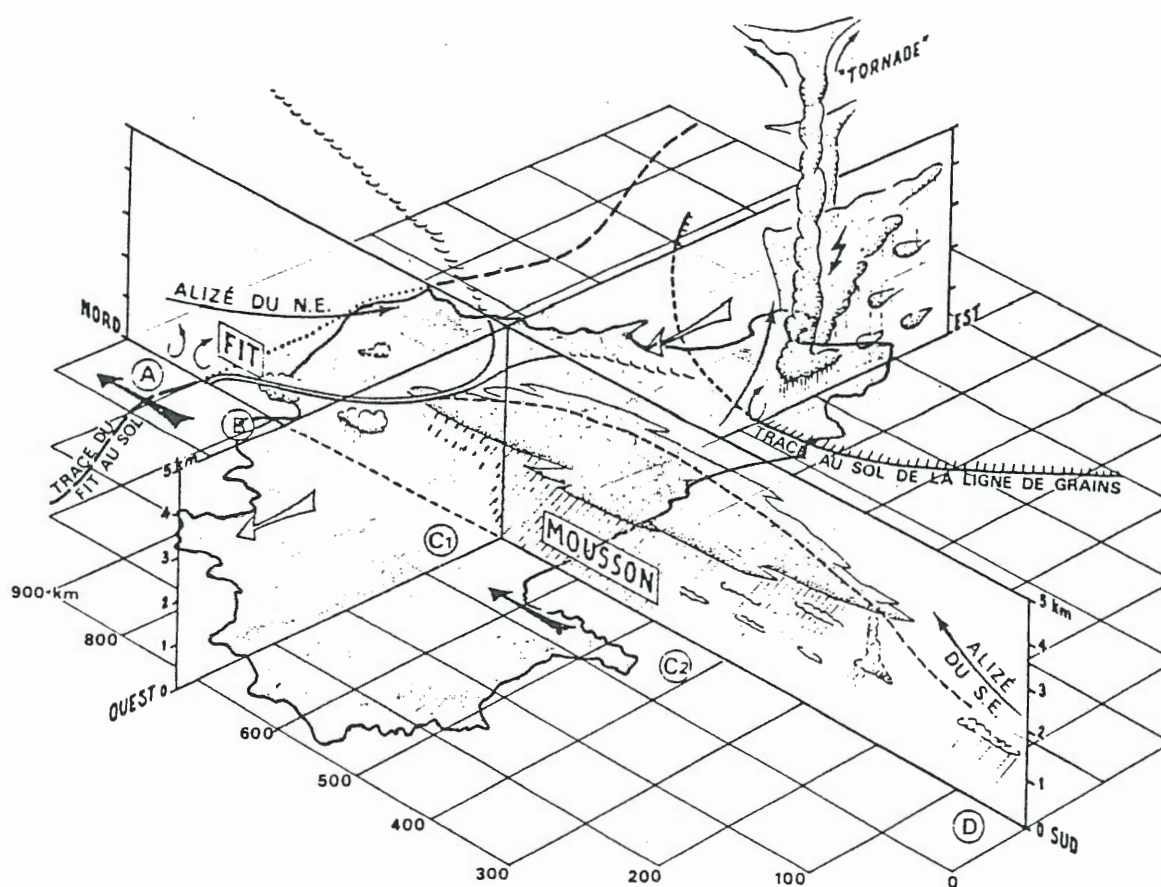 "TORNADE"
ALIZÉ DU N.E.
NORD
FIT
EST
A
TRACE DU
FIT AU SOL
B
TRACE AU SOL DE LA LIGNE DE GRAINS
5 km
4
3
2
1
OUEST 0
C1
MOUSSON
C2
ALIZÉ
DU S.E.
5 km
4
3
2
1
0 SUD
D
900 km
800
600
500
400
300
200
100
0